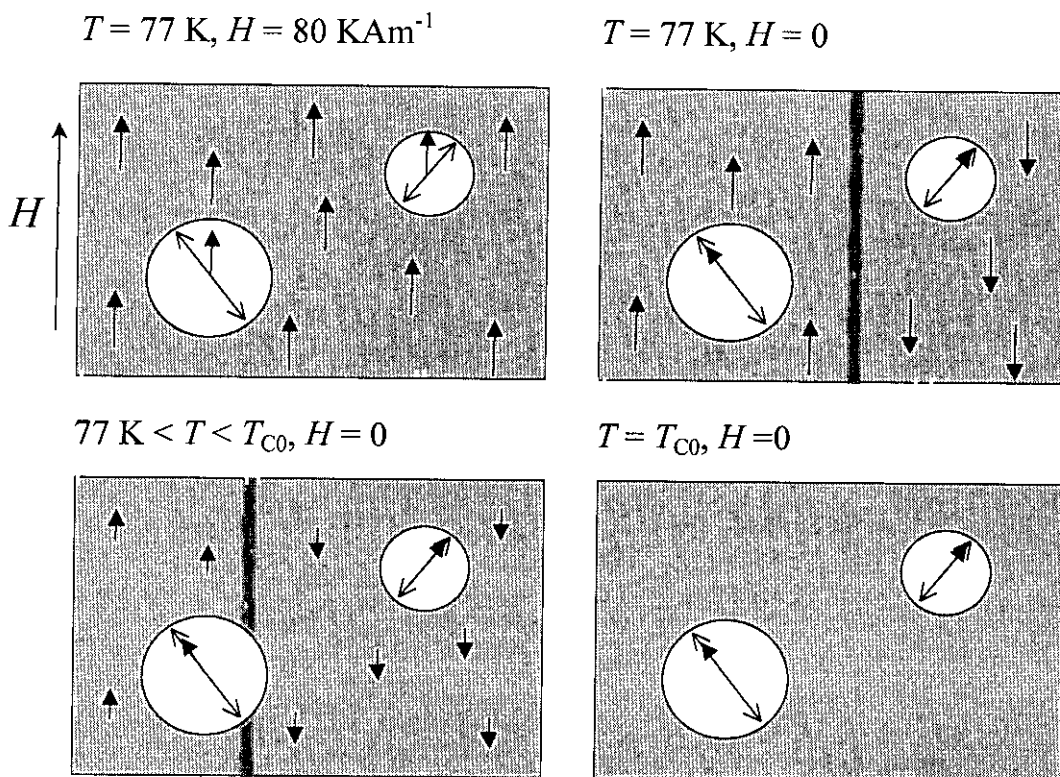 T = 77 K, H = 80 KAm⁻¹
T = 77 K, H = 0
H
77 K < T < T_C0, H = 0
T = T_C0, H =0